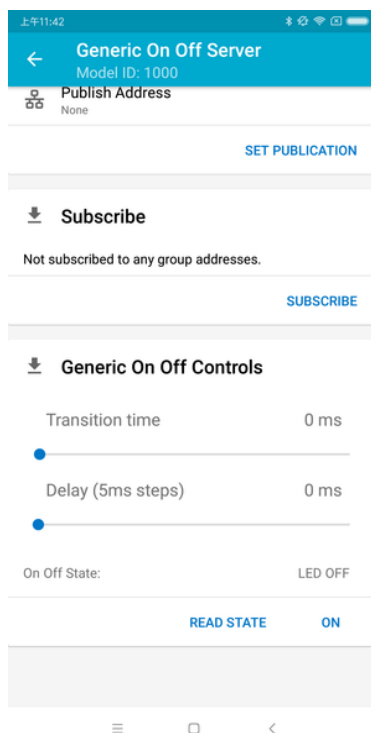 上午11:42
Generic On Off Server
Model ID: 1000
Publish Address
None
SET PUBLICATION
Subscribe
Not subscribed to any group addresses.
SUBSCRIBE
Generic On Off Controls
Transition time 0 ms
Delay (5ms steps) 0 ms
On Off State: LED OFF
READ STATE ON